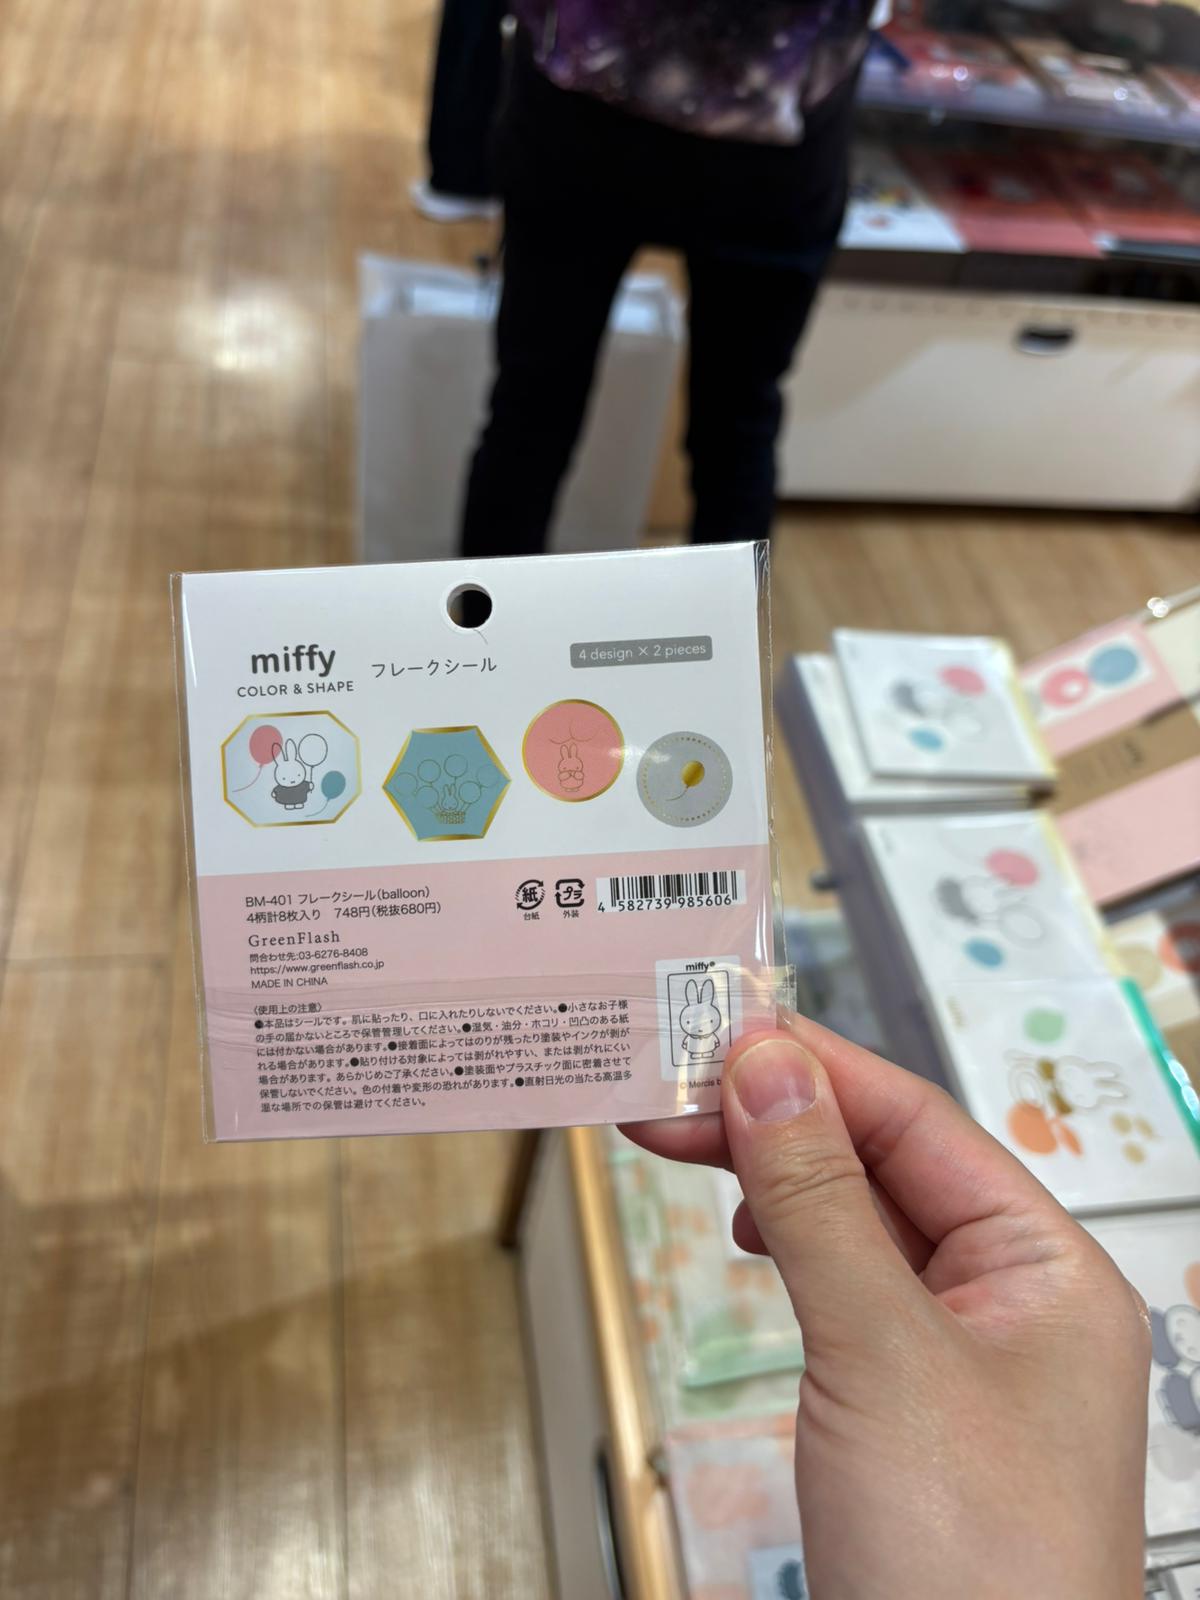 miffy
COLOR & SHAPE
フレークシール
4 design × 2 pieces
BM-401 フレークシール(balloon)
4柄計8枚入り 748円(税抜680円)
GreenFlash
問合わせ先:03-6276-8408
https://www.greenflash.co.jp
MADE IN CHINA
紙
台紙
プラ
外装
4 582739 985606
〈使用上の注意〉
●本品はシールです。肌に貼ったり、口に入れたりしないでください。●小さなお子様
の手の届かないところで保管管理してください。●湿気・油分・ホコリ・凹凸のある紙
には付かない場合があります。●接着面によってはのりが残ったり塗装やインクが剥が
れる場合があります。●貼り付ける対象によっては剥がれやすい、または剥がれにくい
場合があります。あらかじめご了承ください。●塗装面やプラスチック面に密着させて
保管しないでください。色の付着や変形の恐れがあります。●直射日光の当たる高温多
湿な場所での保管は避けてください。
miffy®
© Mercis b